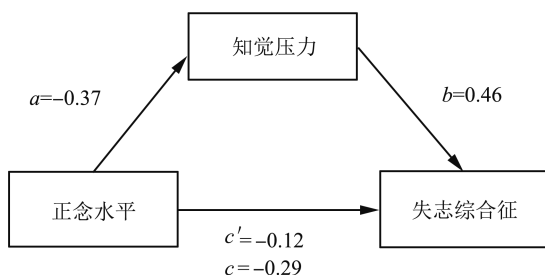 知觉压力
a=-0.37
b=0.46
正念水平
失志综合征
c′=-0.12
c=-0.29